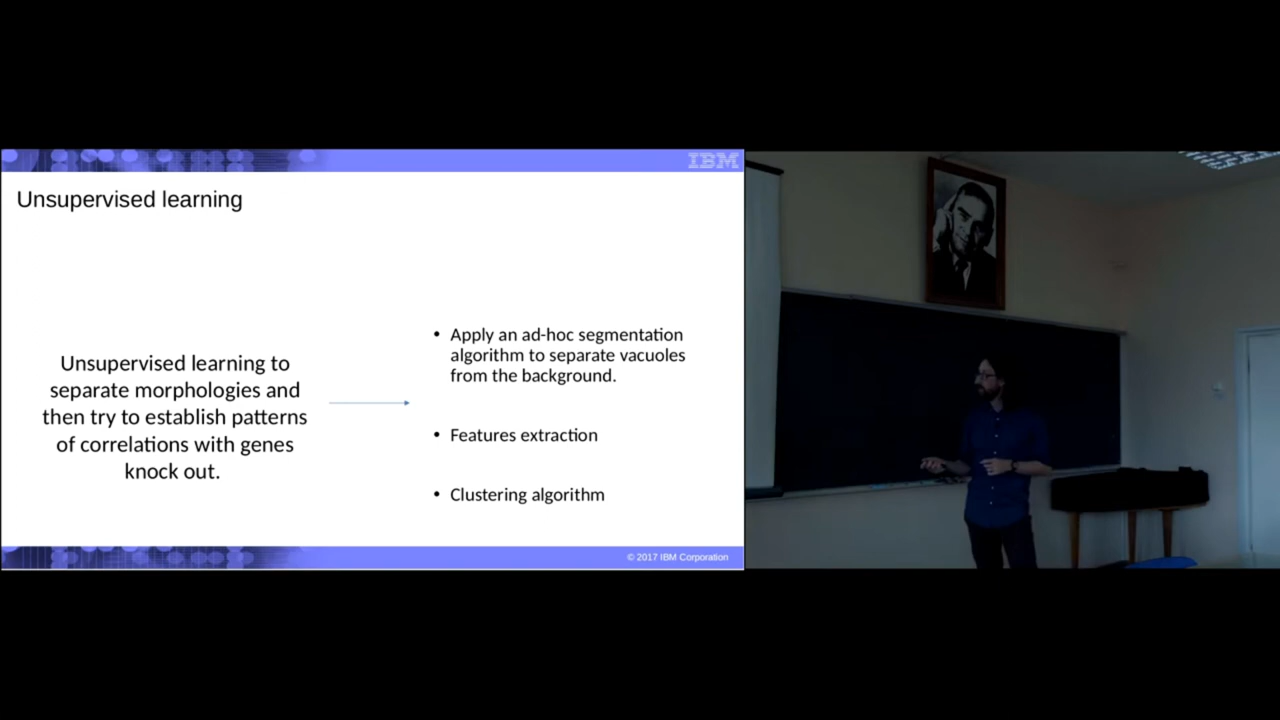 IBM
Unsupervised learning
Unsupervised learning to
separate morphologies and
then try to establish patterns
of correlations with genes
knock out.
• Apply an ad-hoc segmentation
algorithm to separate vacuoles
from the background.
• Features extraction
• Clustering algorithm
© 2017 IBM Corporation